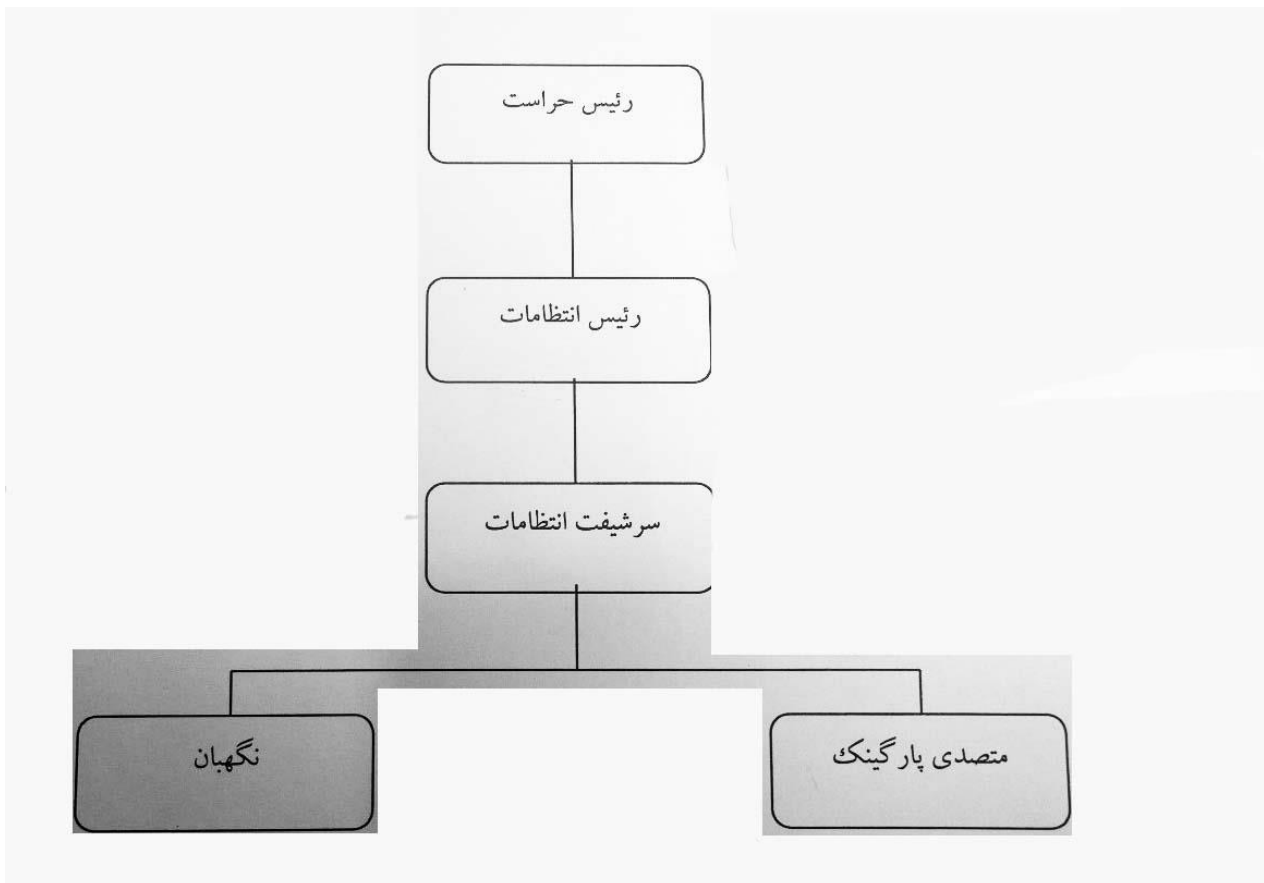 رئیس حراست
رئیس انتظامات
سرشیفت انتظامات
متصدی پارگینک
نگهبان